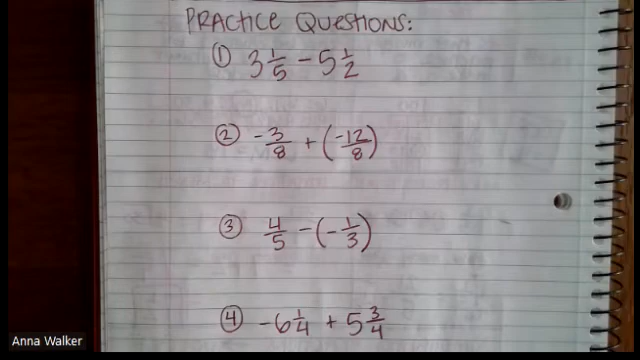 PRACTICE QUESTIONS:
① 3 1/5 - 5 1/2
② -3/8 + (-12/8)
③ 4/5 - (-1/3)
④ -6 1/4 + 5 3/4
Anna Walker